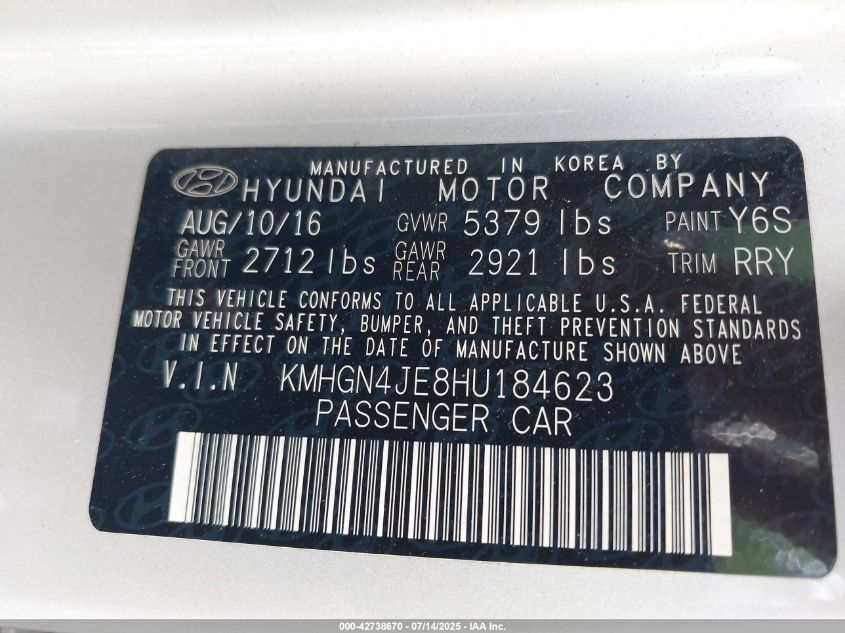 MANUFACTURED IN KOREA BY
HYUNDAI MOTOR COMPANY
AUG/10/16 GVWR 5379 lbs PAINT Y6S
GAWR FRONT 2712 lbs GAWR REAR 2921 lbs TRIM RRY
THIS VEHICLE CONFORMS TO ALL APPLICABLE U.S.A. FEDERAL
MOTOR VEHICLE SAFETY, BUMPER, AND THEFT PREVENTION STANDARDS
IN EFFECT ON THE DATE OF MANUFACTURE SHOWN ABOVE
V.I.N KMHGN4JE8HU184623
PASSENGER CAR
000-42738670 - 07/14/2025 - IAA Inc.